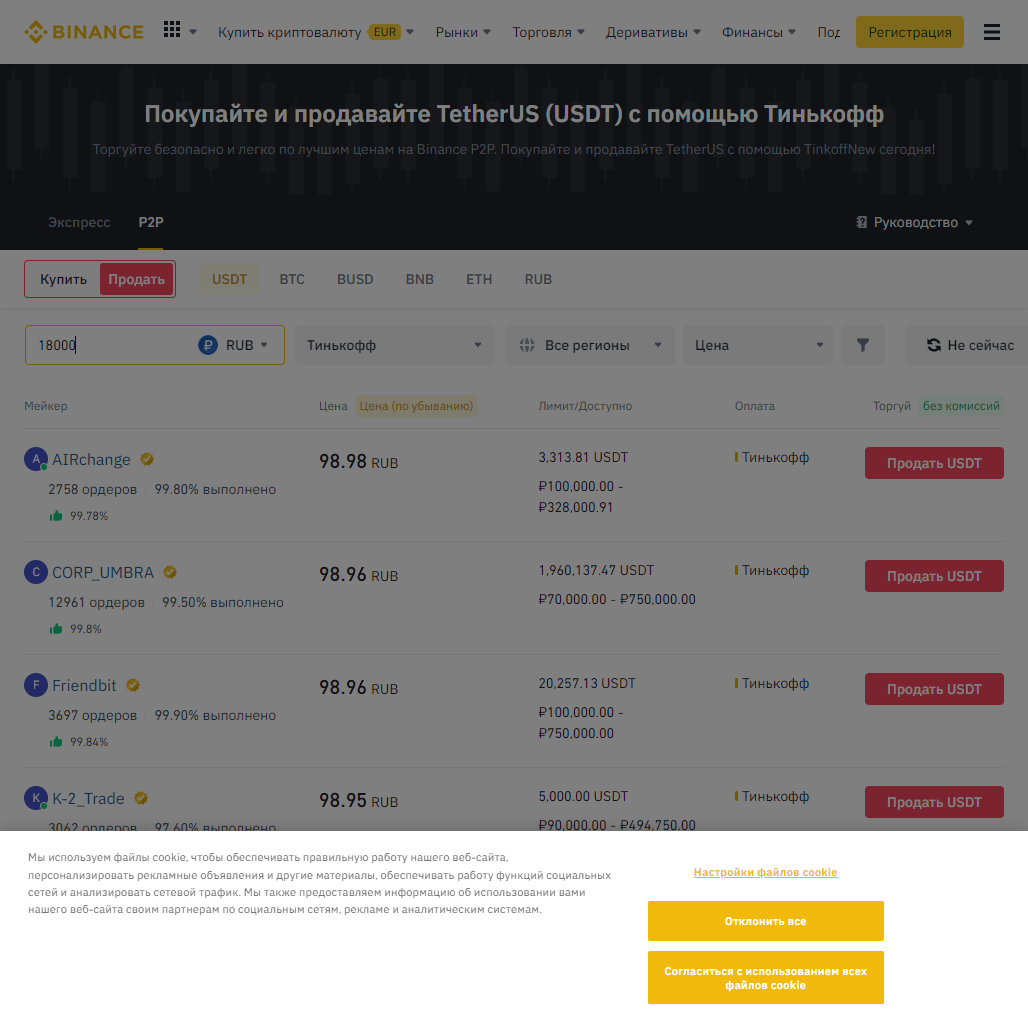 BINANCE
Купить криптовалюту EUR
Рынки
Торговля
Деривативы
Финансы
Под
Регистрация
Покупайте и продавайте TetherUS (USDT) с помощью Тинькофф
Торгуйте безопасно и легко по лучшим ценам на Binance P2P. Покупайте и продавайте TetherUS с помощью TinkoffNew сегодня!
Экспресс
P2P
Руководство
Купить
Продать
USDT
BTC
BUSD
BNB
ETH
RUB
18000
RUB
Тинькофф
Все регионы
Цена
Не сейчас
Мейкер
Цена Цена (по убыванию)
Лимит/Доступно
Оплата
Торгуй без комиссий
A AIRchange
98.98 RUB
3,313.81 USDT
Тинькофф
Продать USDT
2758 ордеров 99.80% выполнено
₽100,000.00 -
₽328,000.91
99.78%
C CORP_UMBRA
98.96 RUB
1,960,137.47 USDT
Тинькофф
Продать USDT
12961 ордеров 99.50% выполнено
₽70,000.00 - ₽750,000.00
99.8%
F Friendbit
98.96 RUB
20,257.13 USDT
Тинькофф
Продать USDT
3697 ордеров 99.90% выполнено
₽100,000.00 -
₽750,000.00
99.84%
K K-2_Trade
98.95 RUB
5,000.00 USDT
Тинькофф
Продать USDT
3062 ордеров 97.60% выполнено
₽90,000.00 - ₽494,750.00
Мы используем файлы cookie, чтобы обеспечивать правильную работу нашего веб-сайта,
персонализировать рекламные объявления и другие материалы, обеспечивать работу функций социальных
сетей и анализировать сетевой трафик. Мы также предоставляем информацию об использовании вами
нашего веб-сайта своим партнерам по социальным сетям, рекламе и аналитическим системам.
Настройки файлов cookie
Отклонить все
Согласиться с использованием всех
файлов cookie